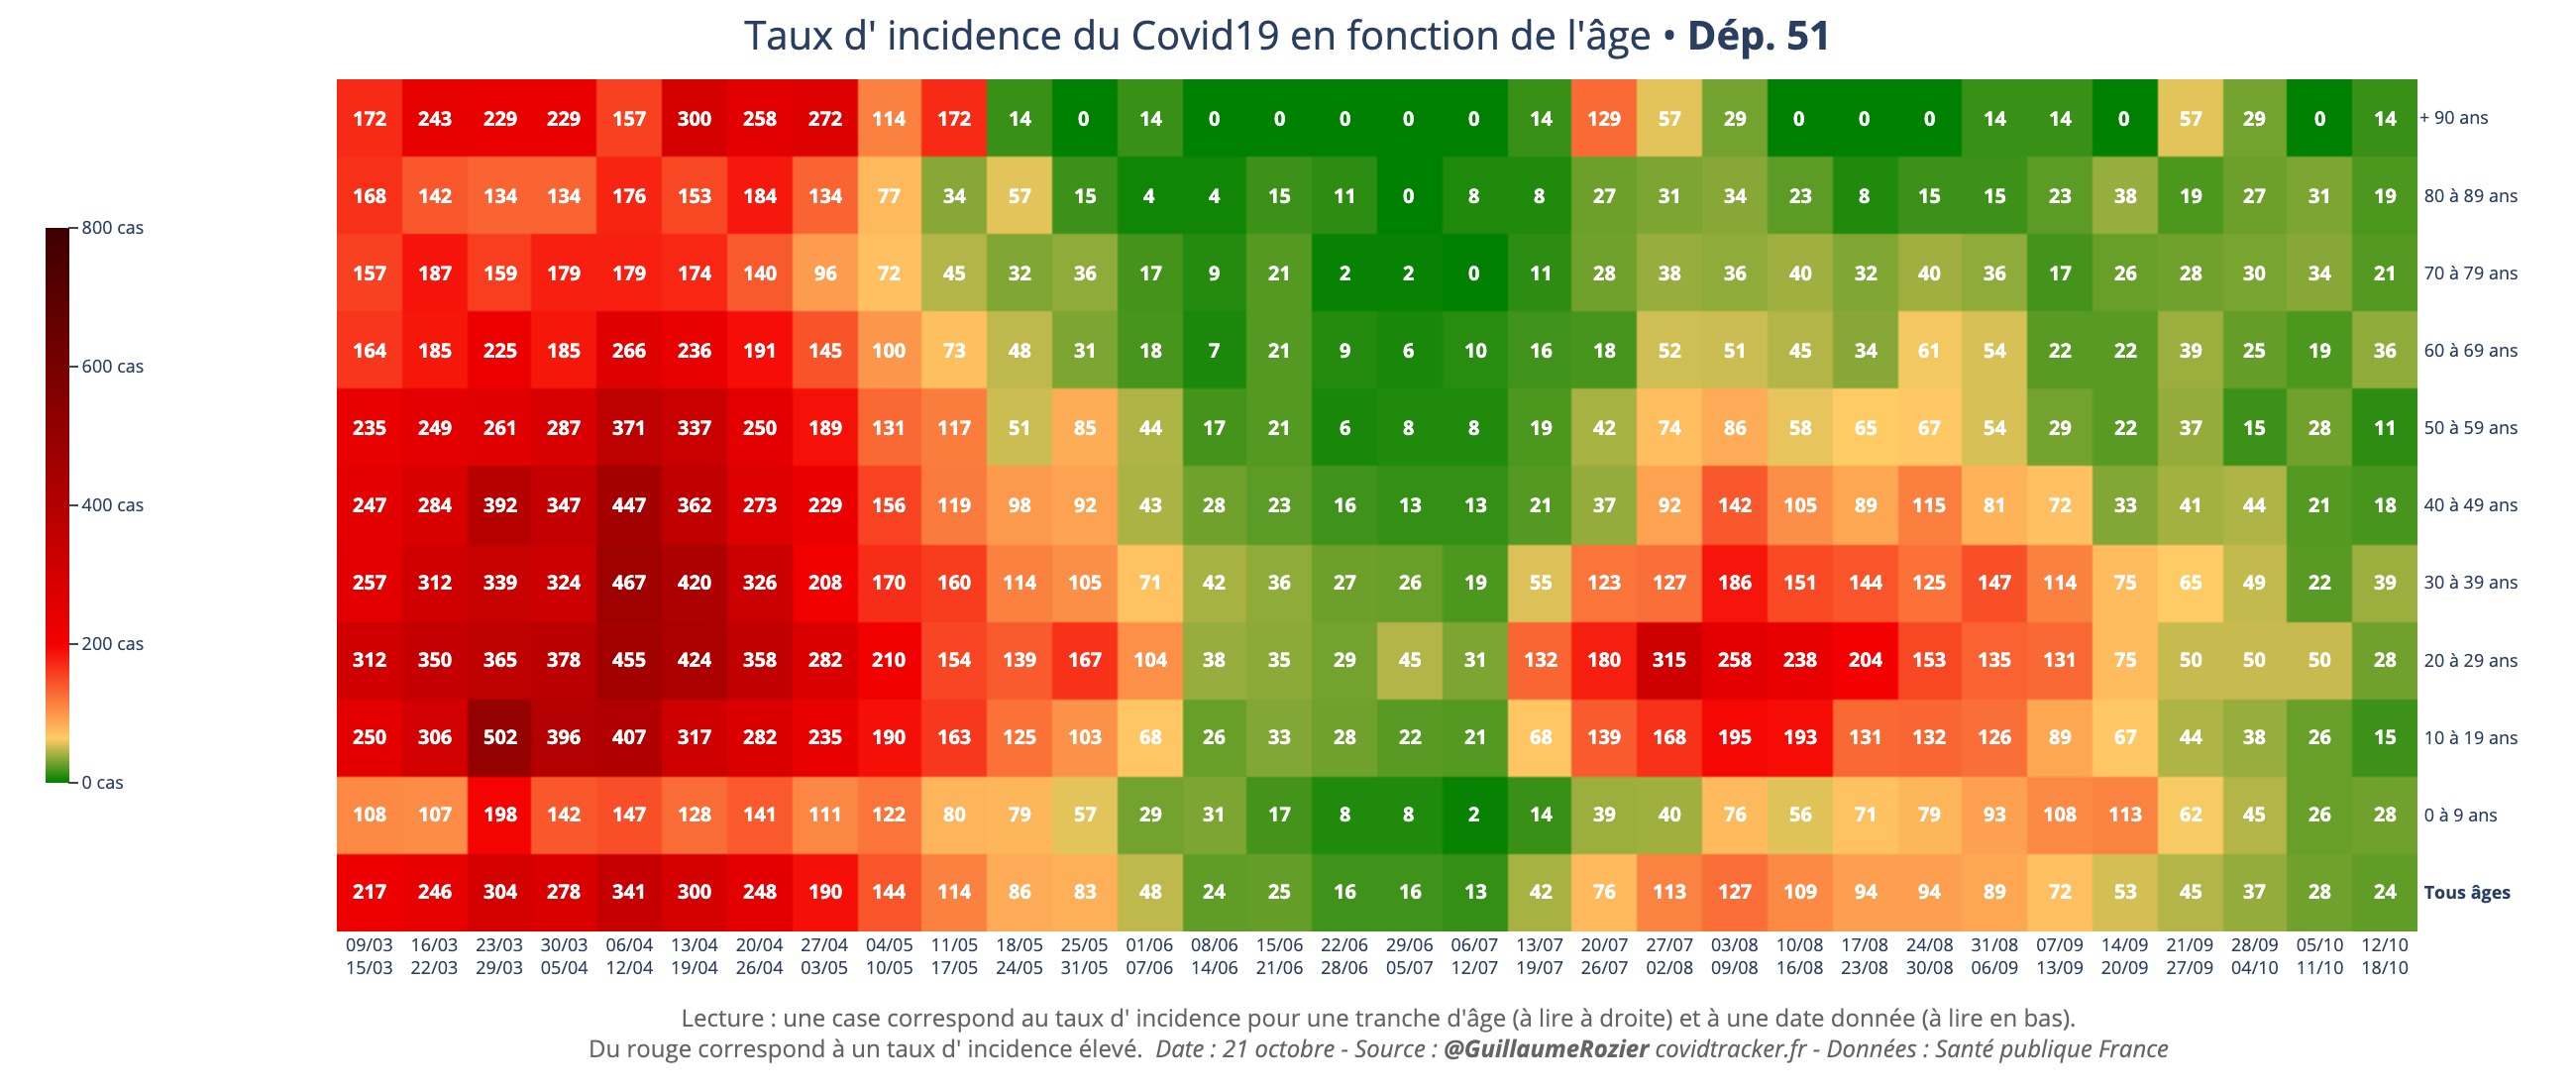 Taux d' incidence du Covid19 en fonction de l'âge • Dép. 51
800 cas
600 cas
400 cas
200 cas
0 cas
172 243 229 229 157 300 258 272 114 172 14 0 14 0 0 0 0 0 14 129 57 29 0 0 0 14 14 0 57 29 0 14 + 90 ans
168 142 134 134 176 153 184 134 77 34 57 15 4 4 15 11 0 8 8 27 31 34 23 8 15 15 23 38 19 27 31 19 80 à 89 ans
157 187 159 179 179 174 140 96 72 45 32 36 17 9 21 2 2 0 11 28 38 36 40 32 40 36 17 26 28 30 34 21 70 à 79 ans
164 185 225 185 266 236 191 145 100 73 48 31 18 7 21 9 6 10 16 18 52 51 45 34 61 54 22 22 39 25 19 36 60 à 69 ans
235 249 261 287 371 337 250 189 131 117 51 85 44 17 21 6 8 8 19 42 74 86 58 65 67 54 29 22 37 15 28 11 50 à 59 ans
247 284 392 347 447 362 273 229 156 119 98 92 43 28 23 16 13 13 21 37 92 142 105 89 115 81 72 33 41 44 21 18 40 à 49 ans
257 312 339 324 467 420 326 208 170 160 114 105 71 42 36 27 26 19 55 123 127 186 151 144 125 147 114 75 65 49 22 39 30 à 39 ans
312 350 365 378 455 424 358 282 210 154 139 167 104 38 35 29 45 31 132 180 315 258 238 204 153 135 131 75 50 50 50 28 20 à 29 ans
250 306 502 396 407 317 282 235 190 163 125 103 68 26 33 28 22 21 68 139 168 195 193 131 132 126 89 67 44 38 26 15 10 à 19 ans
108 107 198 142 147 128 141 111 122 80 79 57 29 31 17 8 8 2 14 39 40 76 56 71 79 93 108 113 62 45 26 28 0 à 9 ans
217 246 304 278 341 300 248 190 144 114 86 83 48 24 25 16 16 13 42 76 113 127 109 94 94 89 72 53 45 37 28 24 Tous âges
09/03 16/03 23/03 30/03 06/04 13/04 20/04 27/04 04/05 11/05 18/05 25/05 01/06 08/06 15/06 22/06 29/06 06/07 13/07 20/07 27/07 03/08 10/08 17/08 24/08 31/08 07/09 14/09 21/09 28/09 05/10 12/10
15/03 22/03 29/03 05/04 12/04 19/04 26/04 03/05 10/05 17/05 24/05 31/05 07/06 14/06 21/06 28/06 05/07 12/07 19/07 26/07 02/08 09/08 16/08 23/08 30/08 06/09 13/09 20/09 27/09 04/10 11/10 18/10
Lecture : une case correspond au taux d' incidence pour une tranche d'âge (à lire à droite) et à une date donnée (à lire en bas).
Du rouge correspond à un taux d' incidence élevé. Date : 21 octobre - Source : @GuillaumeRozier covidtracker.fr - Données : Santé publique France